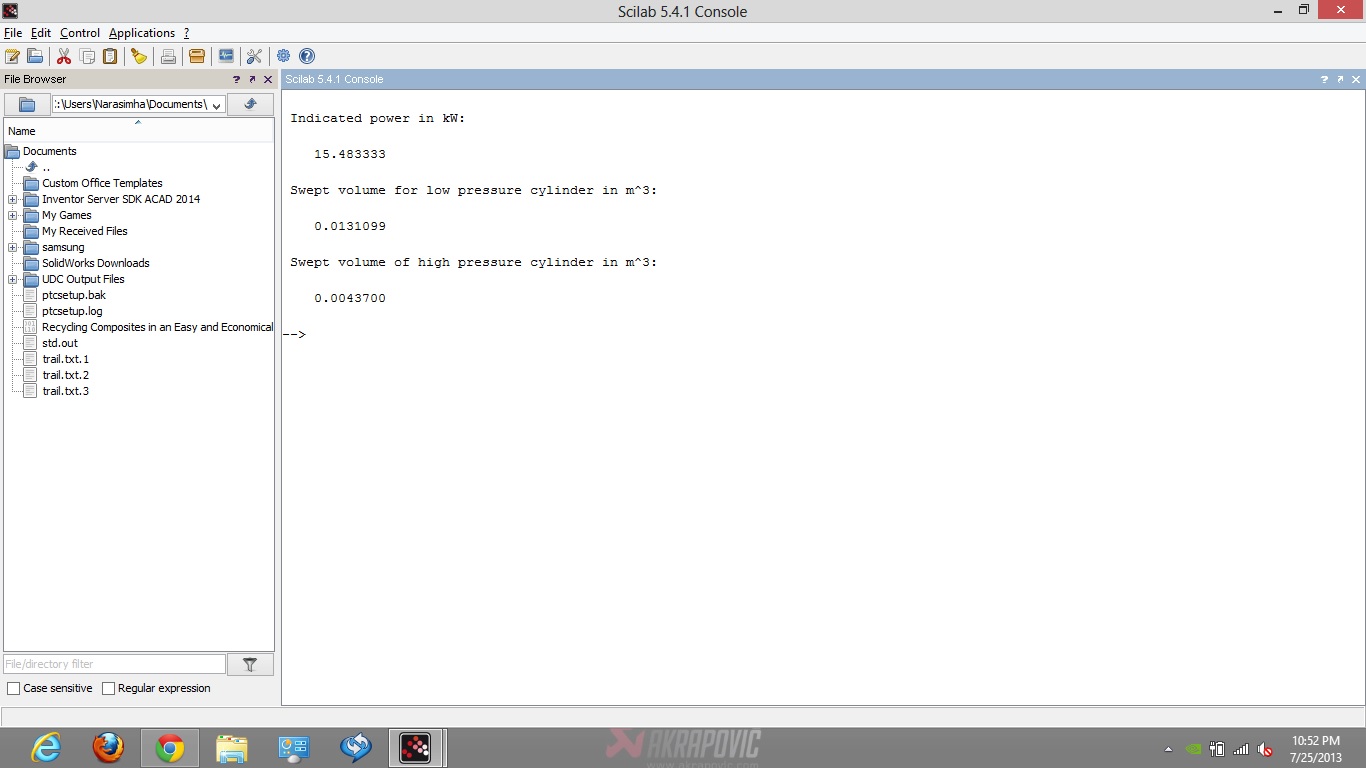 Scilab 5.4.1 Console
File Edit Control Applications ?
File Browser ? ↗ X
Scilab 5.4.1 Console ? ↗ X
:\Users\Narasimha\Documents\
Name
Documents
..
Custom Office Templates
Inventor Server SDK ACAD 2014
My Games
My Received Files
samsung
SolidWorks Downloads
UDC Output Files
ptcsetup.bak
ptcsetup.log
Recycling Composites in an Easy and Economical
std.out
trail.txt.1
trail.txt.2
trail.txt.3
File/directory filter
Case sensitive Regular expression
Indicated power in kW:
15.483333
Swept volume for low pressure cylinder in m^3:
0.0131099
Swept volume of high pressure cylinder in m^3:
0.0043700
-->
AKRAPOVIC
www.akrapovic.com
10:52 PM
7/25/2013